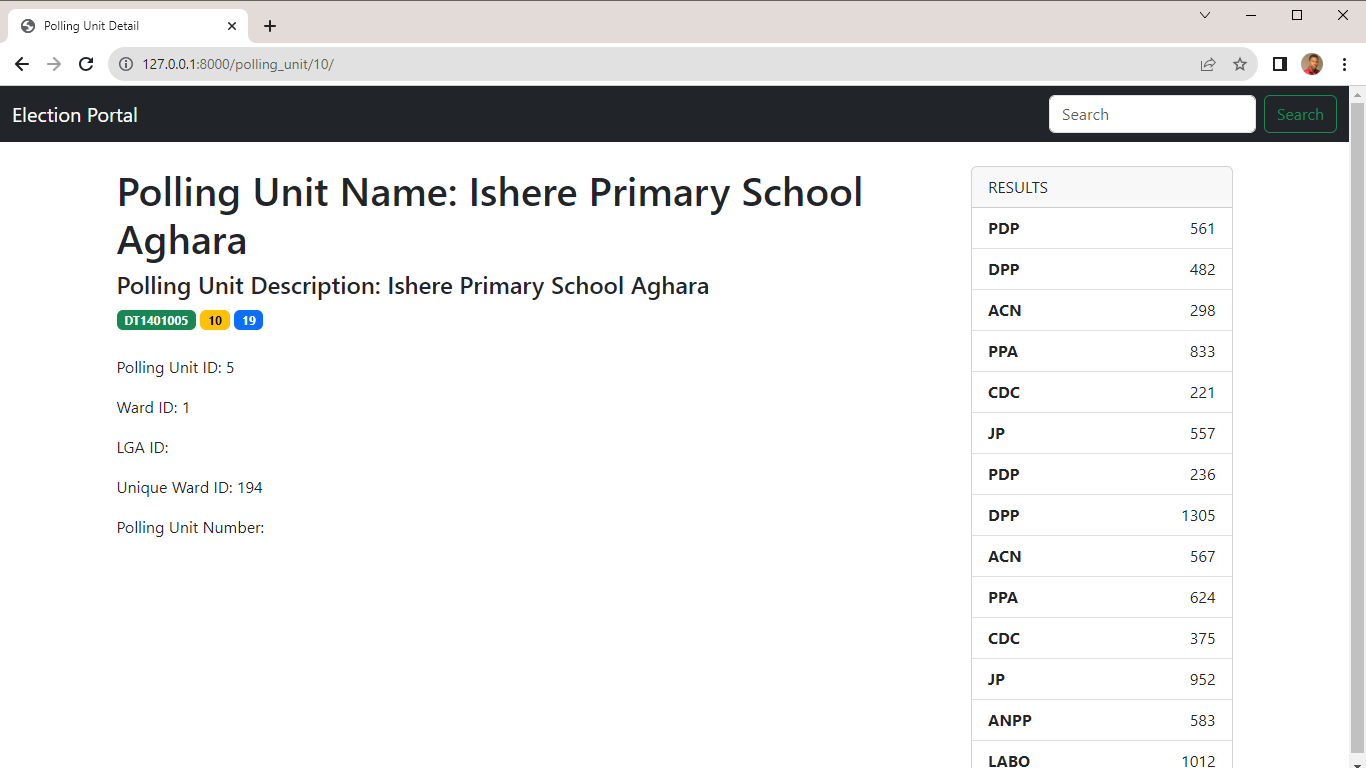 Polling Unit Detail
127.0.0.1:8000/polling_unit/10/
Election Portal
Search
Search
Polling Unit Name: Ishere Primary School
Aghara
Polling Unit Description: Ishere Primary School Aghara
DT1401005 10 19
Polling Unit ID: 5
Ward ID: 1
LGA ID:
Unique Ward ID: 194
Polling Unit Number:
RESULTS
PDP 561
DPP 482
ACN 298
PPA 833
CDC 221
JP 557
PDP 236
DPP 1305
ACN 567
PPA 624
CDC 375
JP 952
ANPP 583
LABO 1012